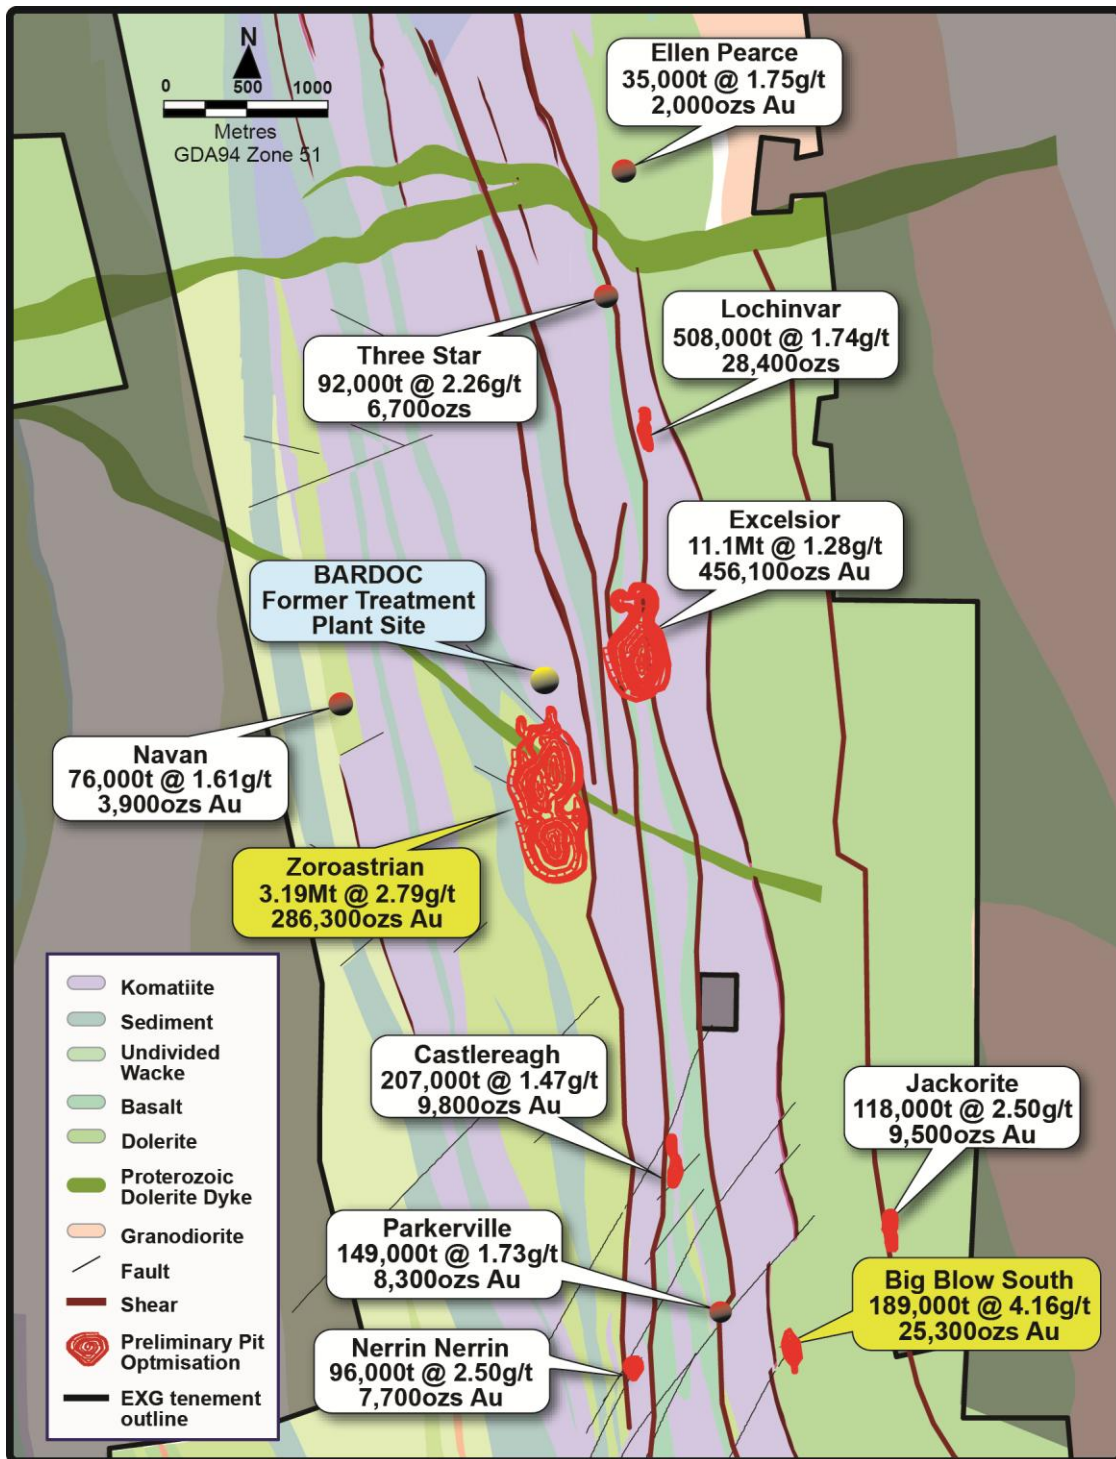 N
0 500 1000
Metres
GDA94 Zone 51
Ellen Pearce
35,000t @ 1.75g/t
2,000ozs Au
Lochinvar
508,000t @ 1.74g/t
28,400ozs
Three Star
92,000t @ 2.26g/t
6,700ozs
Excelsior
11.1Mt @ 1.28g/t
456,100ozs Au
BARDOC
Former Treatment
Plant Site
Navan
76,000t @ 1.61g/t
3,900ozs Au
Zoroastrian
3.19Mt @ 2.79g/t
286,300ozs Au
Castlereagh
207,000t @ 1.47g/t
9,800ozs Au
Jackorite
118,000t @ 2.50g/t
9,500ozs Au
Parkerville
149,000t @ 1.73g/t
8,300ozs Au
Big Blow South
189,000t @ 4.16g/t
25,300ozs Au
Nerrin Nerrin
96,000t @ 2.50g/t
7,700ozs Au
Komatiite
Sediment
Undivided
Wacke
Basalt
Dolerite
Proterozoic
Dolerite Dyke
Granodiorite
Fault
Shear
Preliminary Pit
Optmisation
EXG tenement
outline